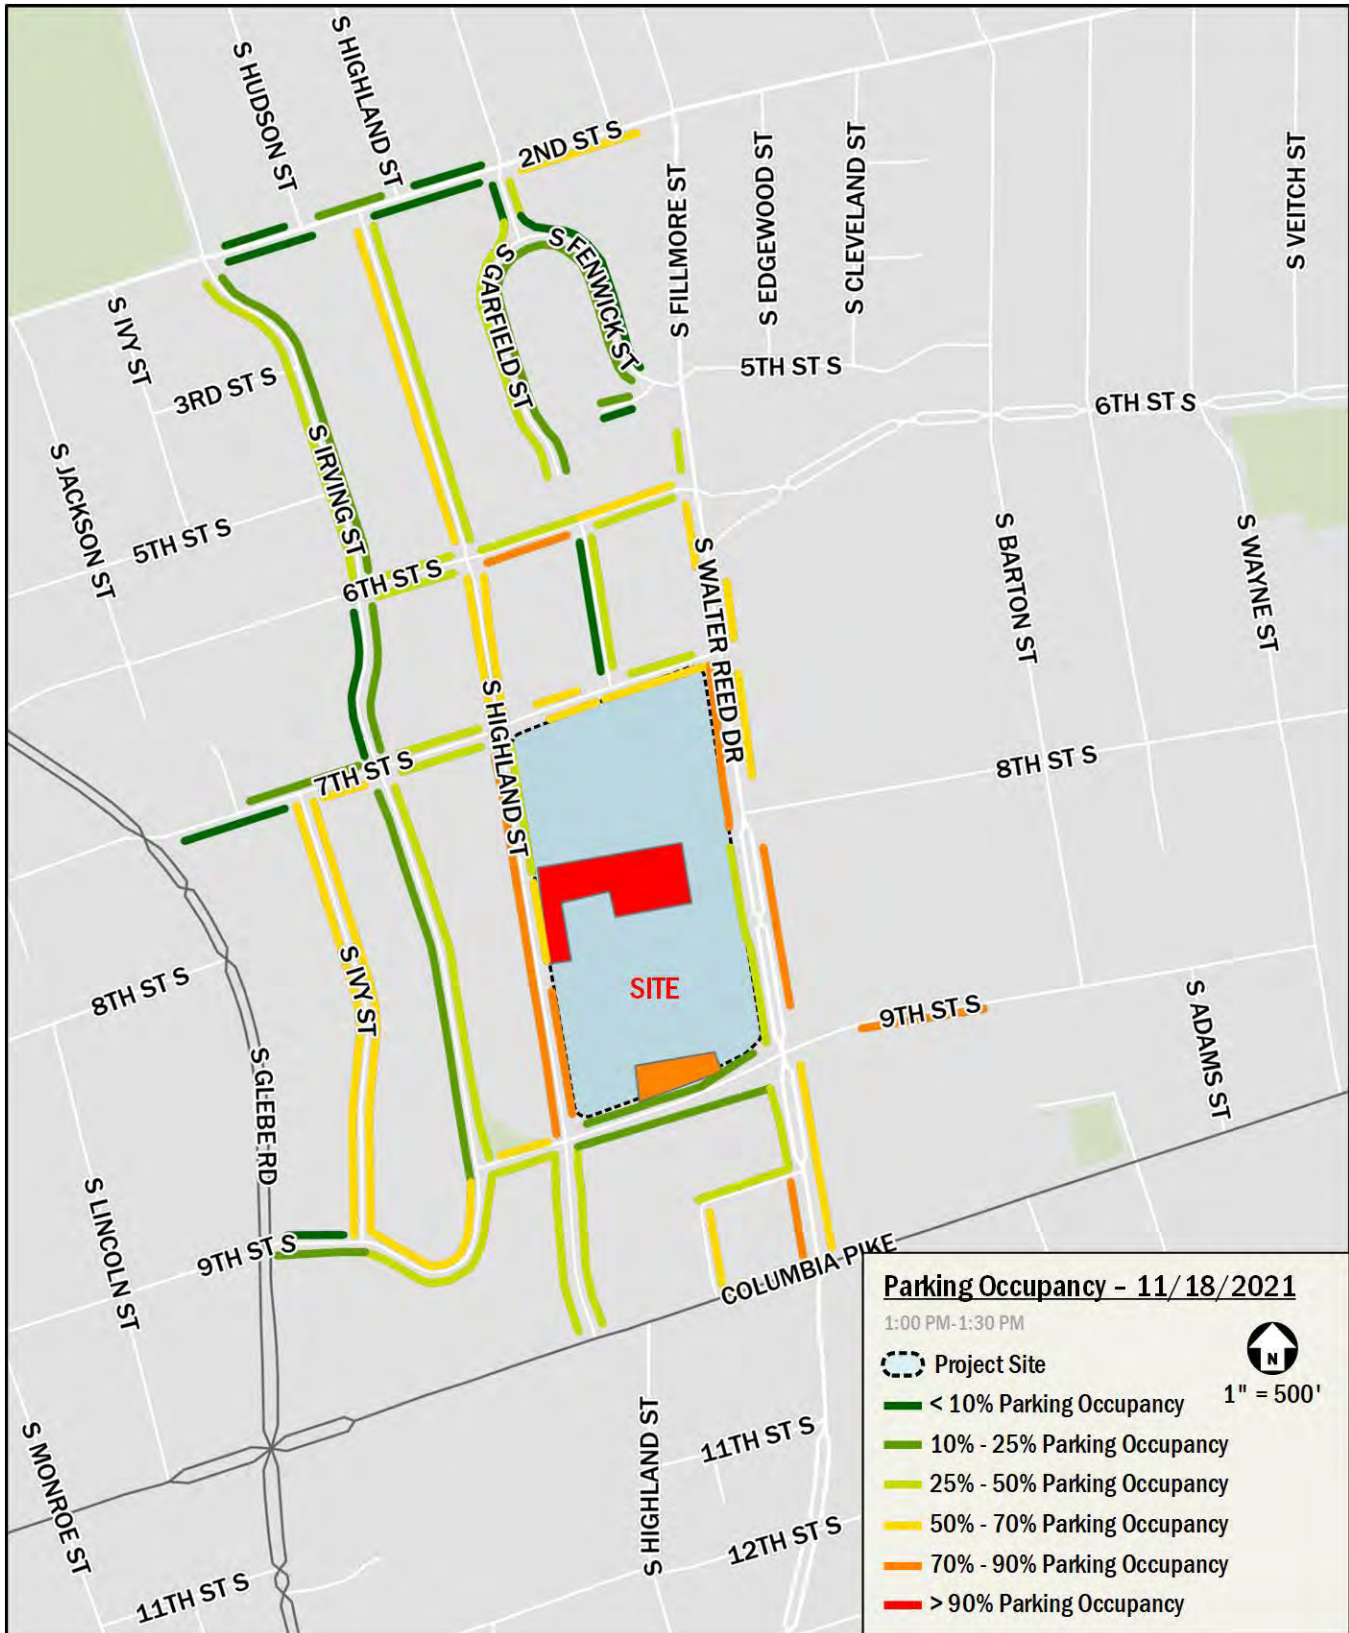 S HUDSON ST
S HIGHLAND ST
2ND ST S
S FILLMORE ST
S EDGEWOOD ST
S CLEVELAND ST
S VEITCH ST
S IVY ST
3RD ST S
S GARFIELD ST
S FENWICK ST
5TH ST S
6TH ST S
S JACKSON ST
S IRVING ST
5TH ST S
6TH ST S
S WALTER REED DR
S BARTON ST
S WAYNE ST
S HIGHLAND ST
7TH ST S
8TH ST S
S IVY ST
8TH ST S
SITE
9TH ST S
S ADAMS ST
S GLEBE RD
S LINCOLN ST
9TH ST S
COLUMBIA PIKE
S MONROE ST
11TH ST S
S HIGHLAND ST
11TH ST S
12TH ST S
Parking Occupancy – 11/18/2021
1:00 PM-1:30 PM
Project Site
N
1" = 500'
< 10% Parking Occupancy
10% - 25% Parking Occupancy
25% - 50% Parking Occupancy
50% - 70% Parking Occupancy
70% - 90% Parking Occupancy
> 90% Parking Occupancy